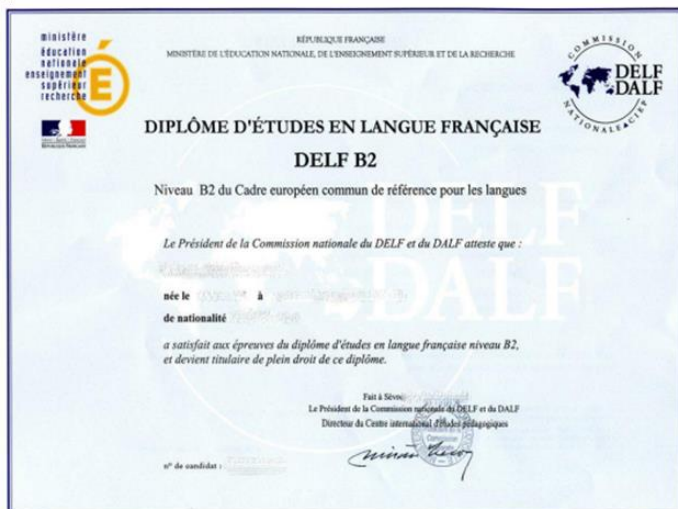 ministère
éducation
nationale
enseignement
supérieur
recherche
É
RÉPUBLIQUE FRANÇAISE
MINISTÈRE DE L'ÉDUCATION NATIONALE, DE L'ENSEIGNEMENT SUPÉRIEUR ET DE LA RECHERCHE
COMMISSION
DELF
DALF
NATIONALE CIEP
RÉPUBLIQUE FRANÇAISE
DIPLÔME D'ÉTUDES EN LANGUE FRANÇAISE
DELF B2
Niveau B2 du Cadre européen commun de référence pour les langues
DELF
DALF
Le Président de la Commission nationale du DELF et du DALF atteste que :
née le à
de nationalité
a satisfait aux épreuves du diplôme d'études en langue française niveau B2,
et devient titulaire de plein droit de ce diplôme.
Fait à Sèvres
Le Président de la Commission nationale du DELF et du DALF
Directeur du Centre international d'études pédagogiques
n° de candidat :